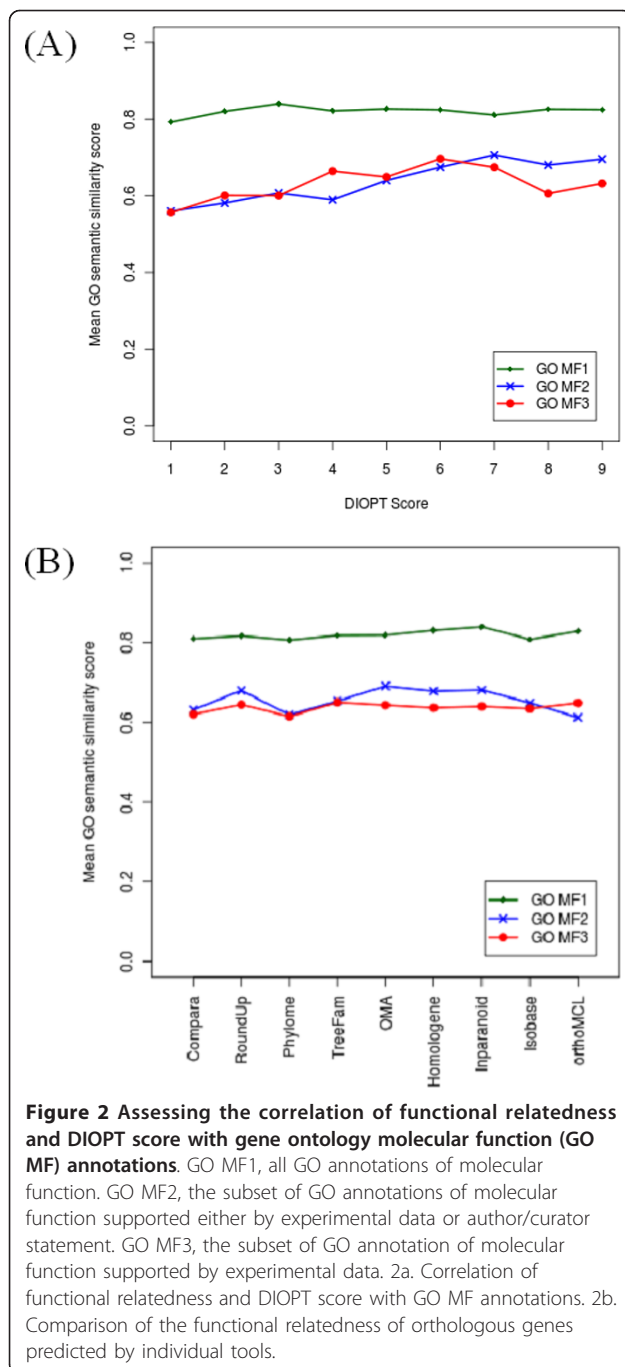 (A)
1.0
0.8
0.6
0.4
0.2
0.0
Mean GO semantic similarity score
GO MF1
GO MF2
GO MF3
1 2 3 4 5 6 7 8 9
DIOPT Score
(B)
1.0
0.8
0.6
0.4
0.2
0.0
Mean GO semantic similarity score
GO MF1
GO MF2
GO MF3
Compara
RoundUp
Phylome
TreeFam
OMA
Homologene
Inparanoid
Isobase
orthoMCL
Figure 2 Assessing the correlation of functional relatedness
and DIOPT score with gene ontology molecular function (GO
MF) annotations. GO MF1, all GO annotations of molecular
function. GO MF2, the subset of GO annotations of molecular
function supported either by experimental data or author/curator
statement. GO MF3, the subset of GO annotation of molecular
function supported by experimental data. 2a. Correlation of
functional relatedness and DIOPT score with GO MF annotations. 2b.
Comparison of the functional relatedness of orthologous genes
predicted by individual tools.